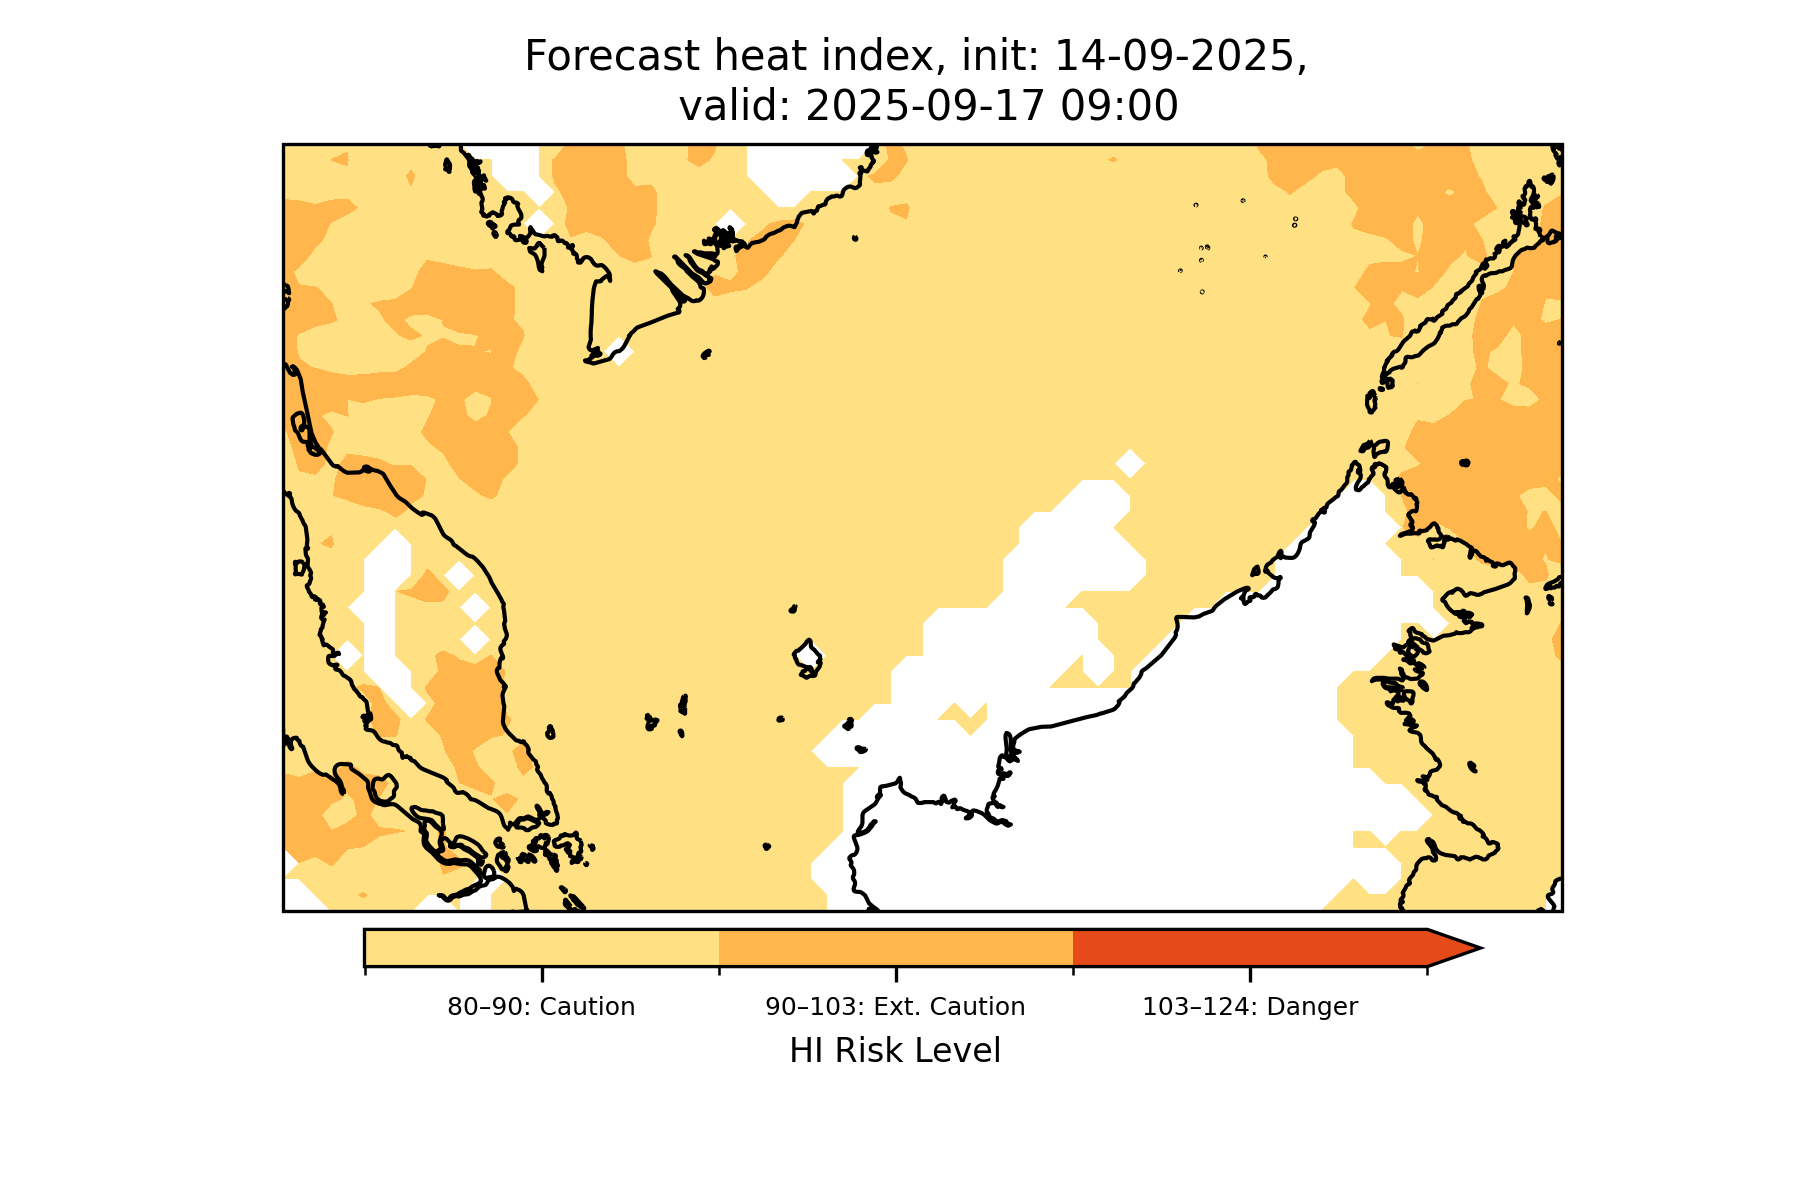 Forecast heat index, init: 14-09-2025,
valid: 2025-09-17 09:00
80–90: Caution
90–103: Ext. Caution
103–124: Danger
HI Risk Level